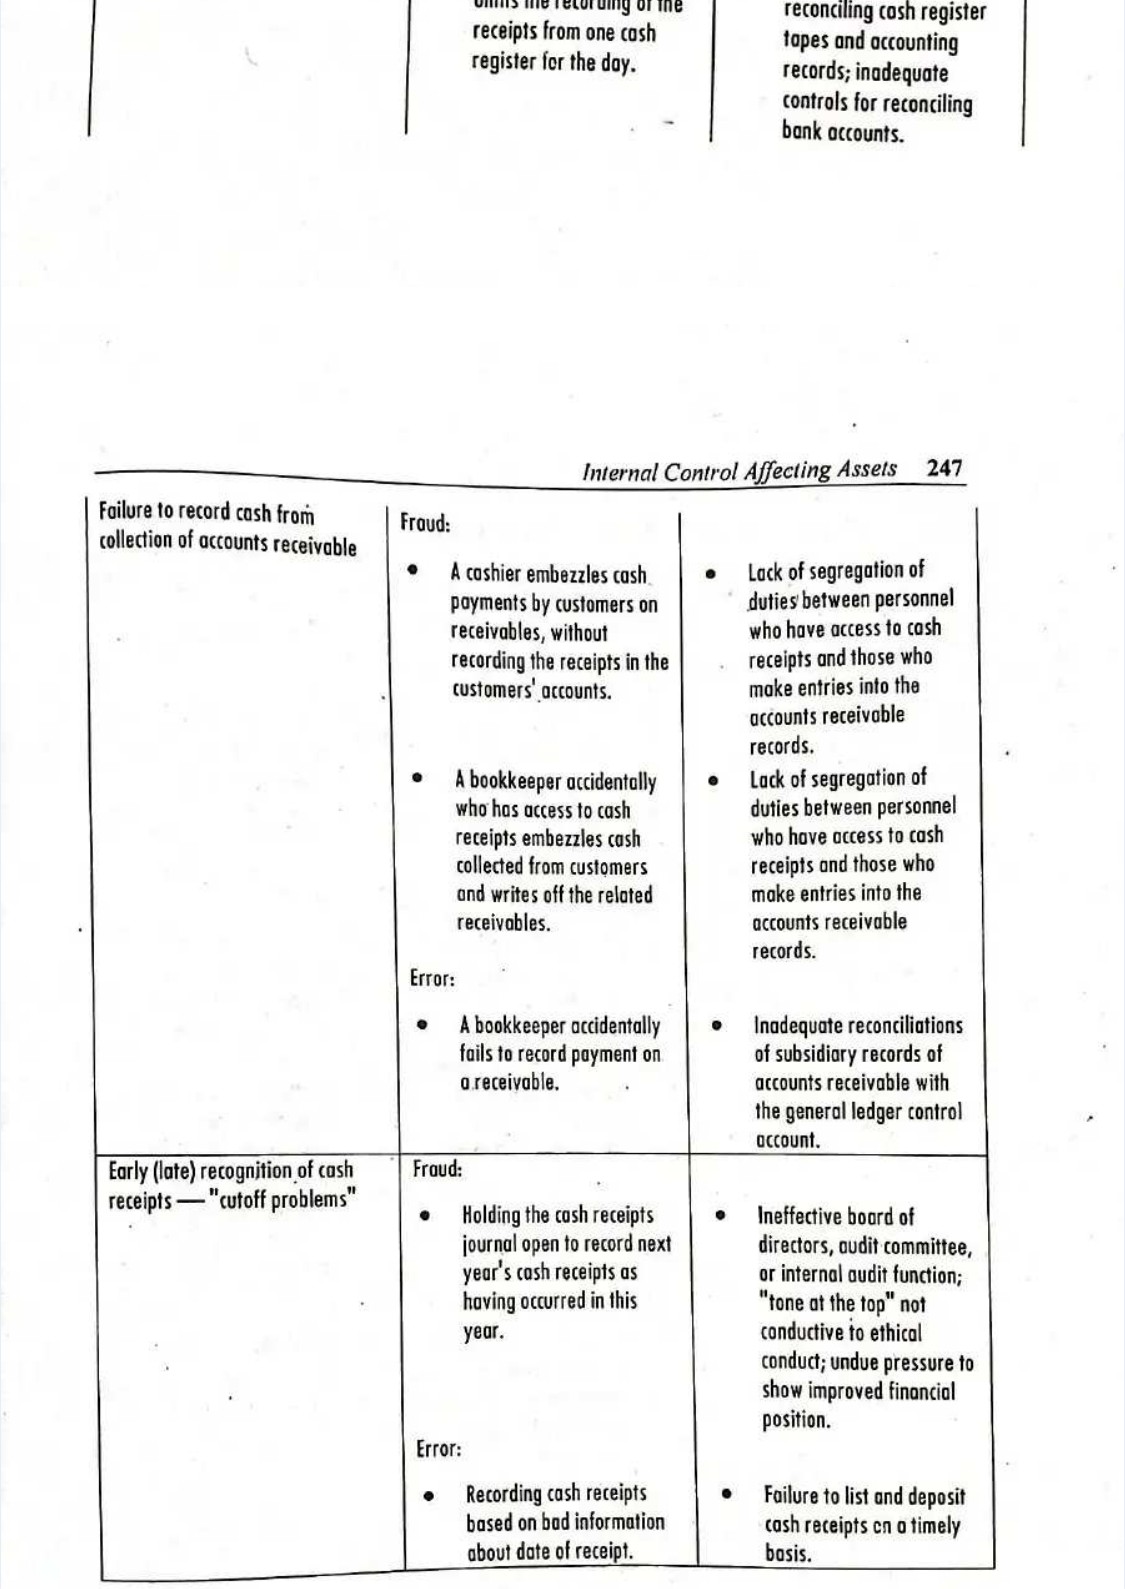 omits the recording of the
receipts from one cash
register for the day.
reconciling cash register
tapes and accounting
records; inadequate
controls for reconciling
bank accounts.
Internal Control Affecting Assets 247
Failure to record cash from
collection of accounts receivable
Fraud:
• A cashier embezzles cash
payments by customers on
receivables, without
recording the receipts in the
customers' accounts.
• Lack of segregation of
duties between personnel
who have access to cash
receipts and those who
make entries into the
accounts receivable
records.
• A bookkeeper accidentally
who has access to cash
receipts embezzles cash
collected from customers
and writes off the related
receivables.
• Lack of segregation of
duties between personnel
who have access to cash
receipts and those who
make entries into the
accounts receivable
records.
Error:
• A bookkeeper accidentally
fails to record payment on
a receivable.
• Inadequate reconciliations
of subsidiary records of
accounts receivable with
the general ledger control
account.
Early (late) recognition of cash
receipts — "cutoff problems"
Fraud:
• Holding the cash receipts
journal open to record next
year's cash receipts as
having occurred in this
year.
• Ineffective board of
directors, audit committee,
or internal audit function;
"tone at the top" not
conductive to ethical
conduct; undue pressure to
show improved financial
position.
Error:
• Recording cash receipts
based on bad information
about date of receipt.
• Failure to list and deposit
cash receipts on a timely
basis.